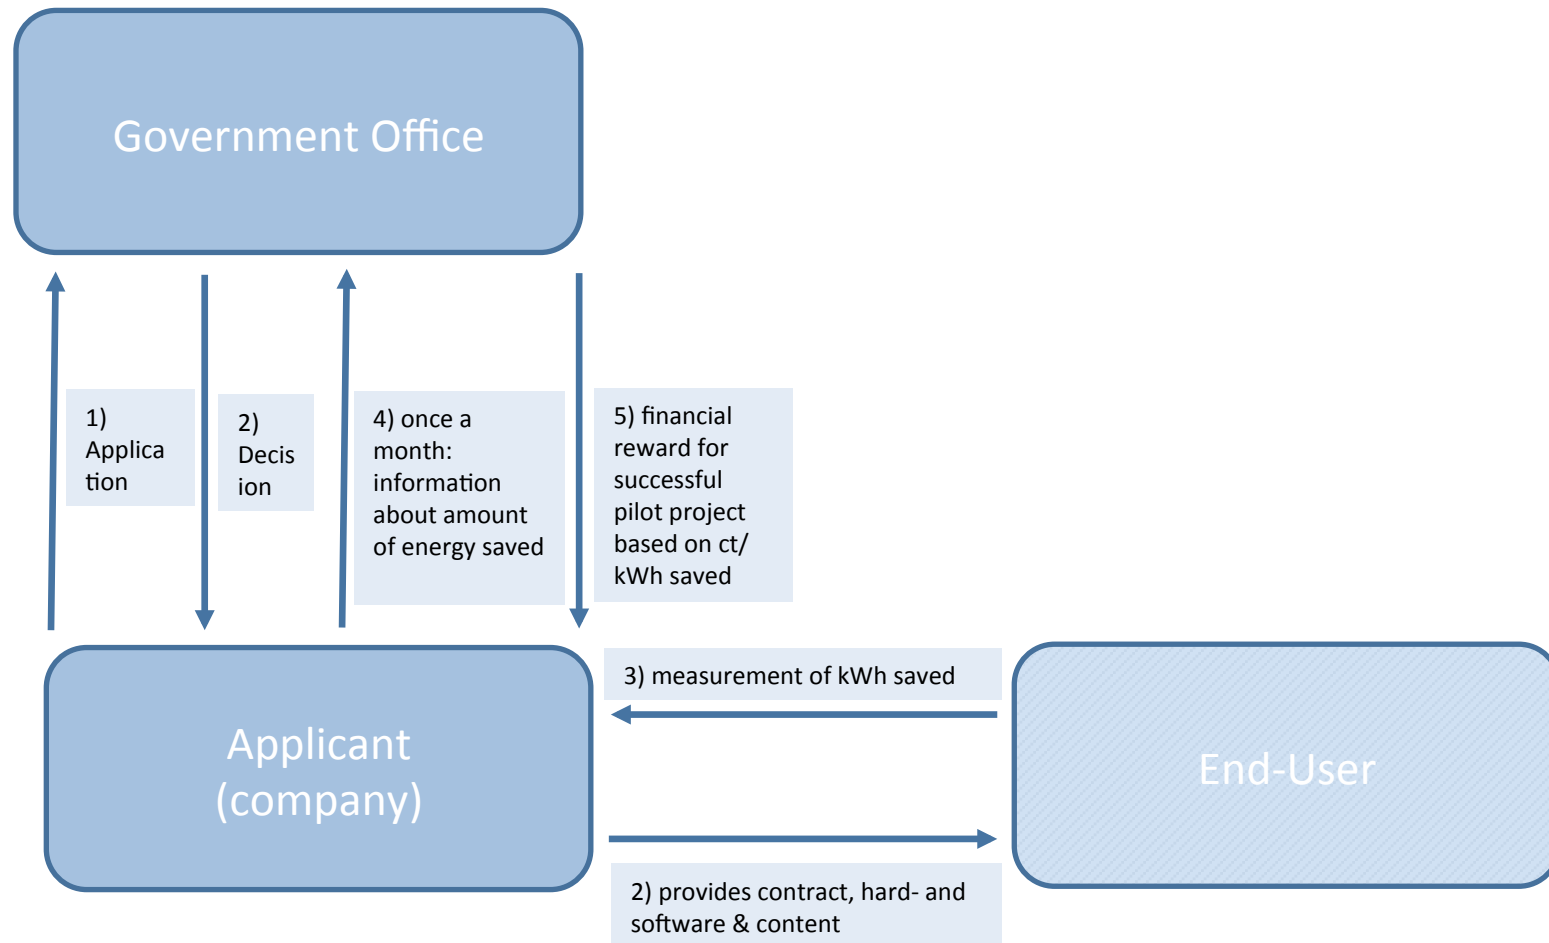 Government Office
1)
Applica
tion
2)
Decis
ion
4) once a
month:
information
about amount
of energy saved
5) financial
reward for
successful
pilot project
based on ct/
kWh saved
3) measurement of kWh saved
Applicant
(company)
End-User
2) provides contract, hard- and
software & content